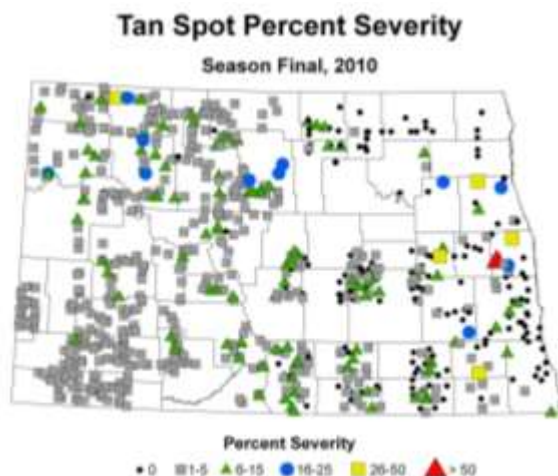 Tan Spot Percent Severity
Season Final, 2010
Percent Severity
0 1-5 6-15 16-25 26-50 > 50